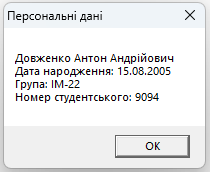 Персональні дані
Довженко Антон Андрійович
Дата народження: 15.08.2005
Група: ІМ-22
Номер студентського: 9094
OK